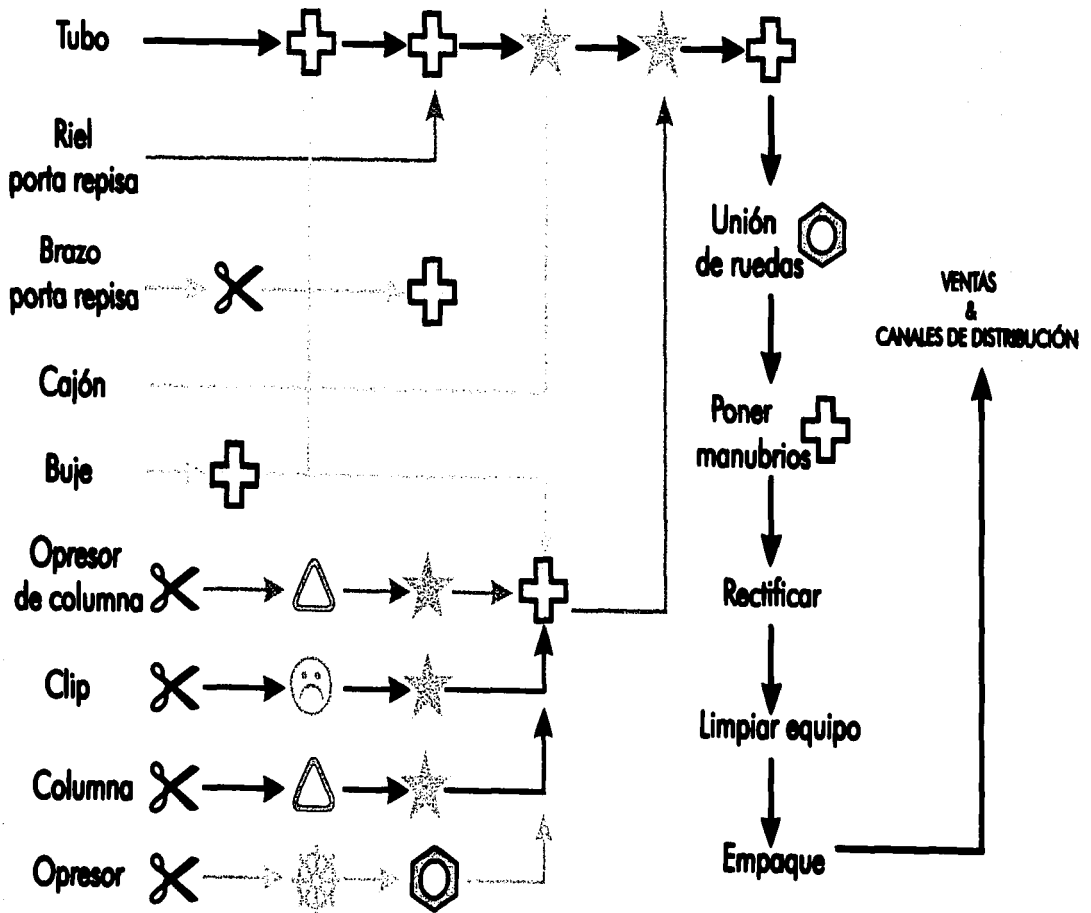 Tubo
Riel
porta repisa
Brazo
porta repisa
Cajón
Buje
Opresor
de columna
Clip
Columna
Opresor
Unión
de ruedas
Poner
manubrios
Rectificar
Limpiar equipo
Empaque
VENTAS
&
CANALES DE DISTRIBUCIÓN